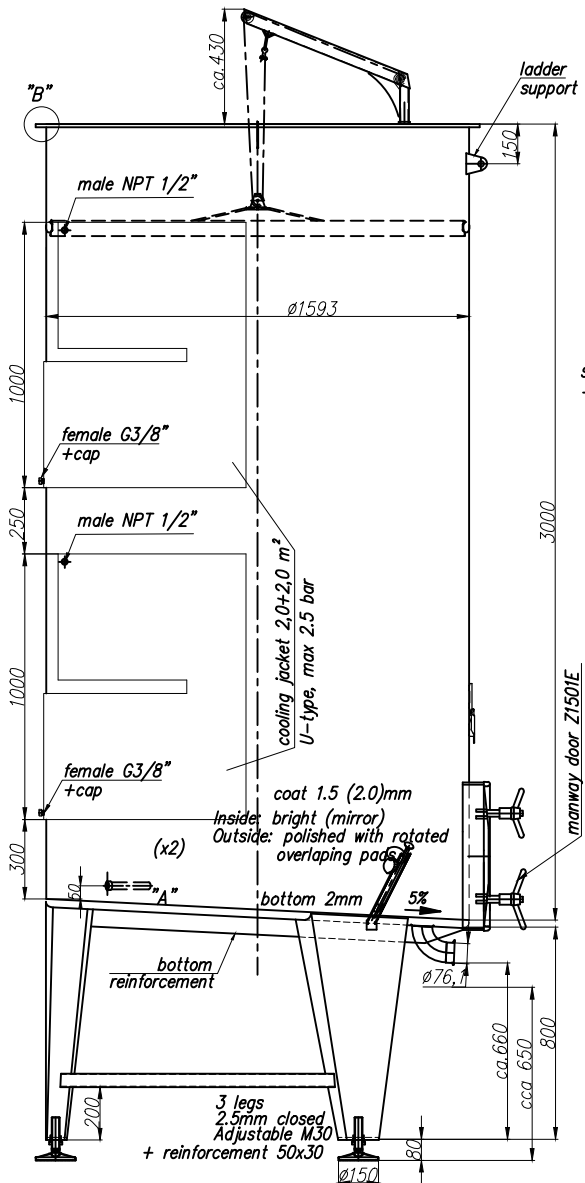 ca.430
"B"
ladder
support
150
male NPT 1/2"
ø1593
1000
female G3/8"
+cap
250
male NPT 1/2"
3000
cooling jacket 2,0+2,0 m²
U-type, max 2.5 bar
1000
manway door Z1501E
female G3/8"
+cap
coat 1.5 (2.0)mm
Inside: bright (mirror)
Outside: polished with rotated
overlaping pads
300
(x2)
"A"
bottom 2mm
5%
bottom
reinforcement
ø76,1
ca.660
cca 650
800
200
3 legs
2.5mm closed
Adjustable M30
+ reinforcement 50x30
80
ø150